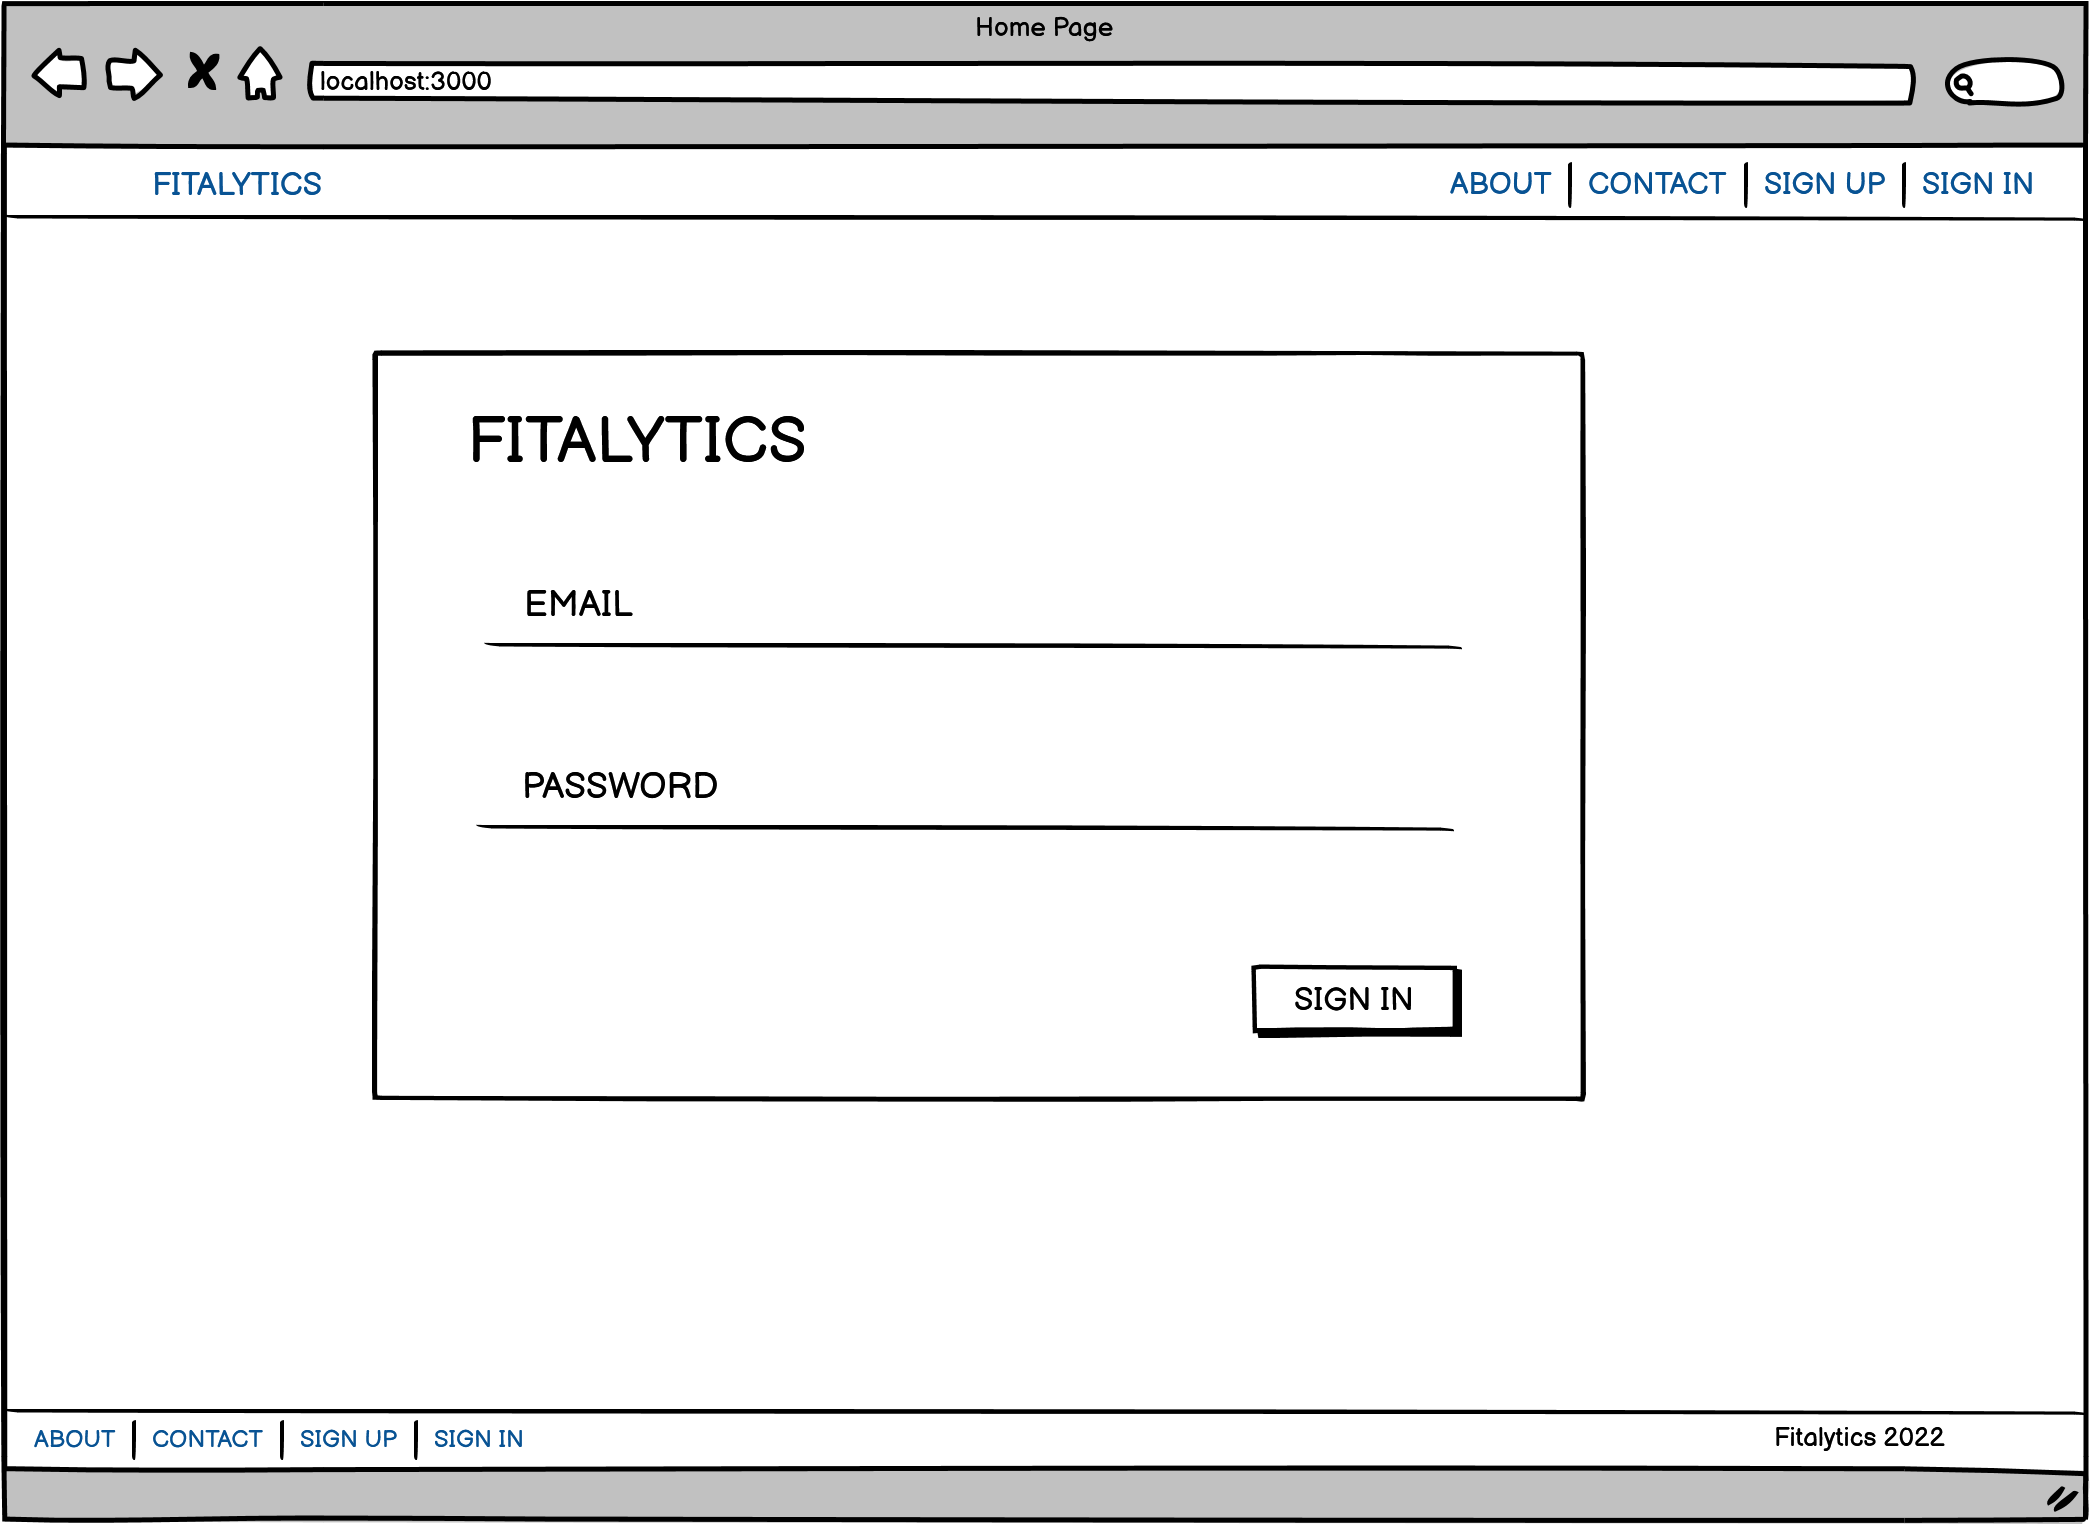 Home Page
localhost:3000
FITALYTICS ABOUT CONTACT SIGN UP SIGN IN
FITALYTICS
EMAIL
PASSWORD
SIGN IN
ABOUT CONTACT SIGN UP SIGN IN Fitalytics 2022